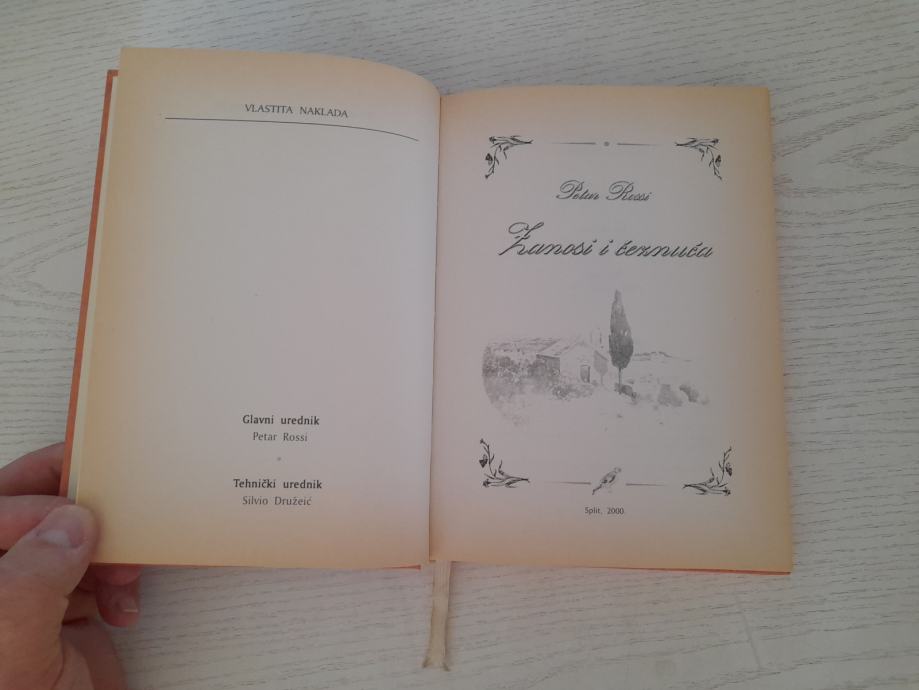 VLASTITA NAKLADA
Glavni urednik
Petar Rossi
Tehnički urednik
Silvio Družeić
Petar Rossi
Zanosi i čeznuća
Split, 2000.